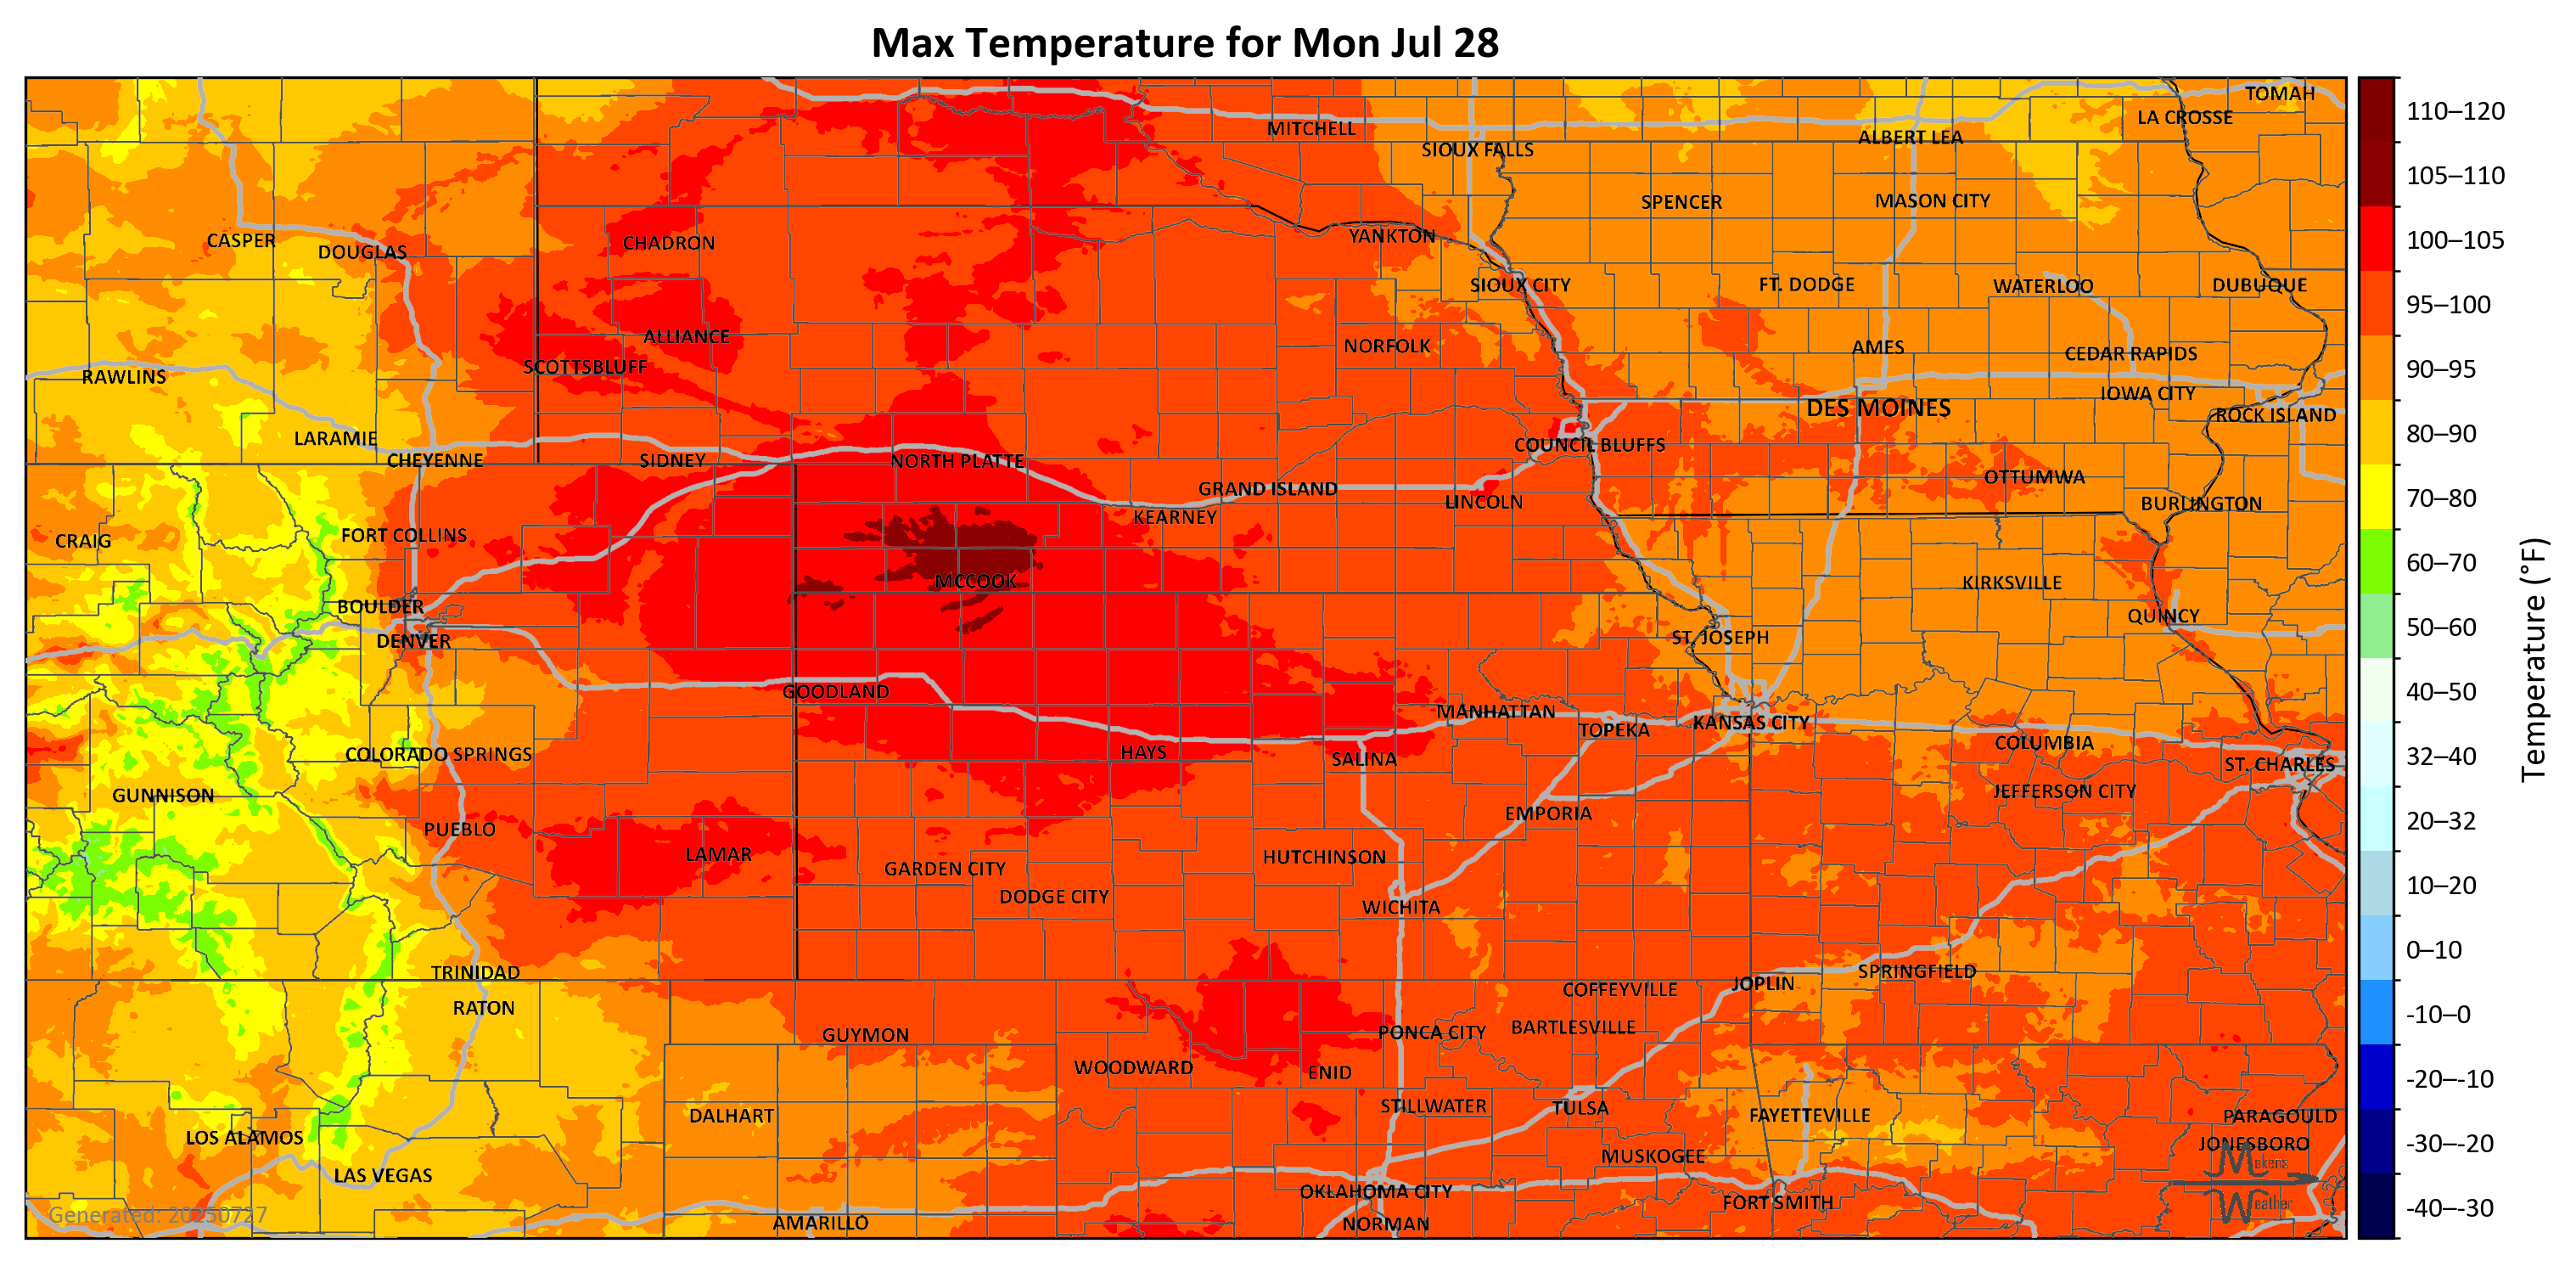 Max Temperature for Mon Jul 28
TOMAH
LA CROSSE
MITCHELL
ALBERT LEA
SIOUX FALLS
SPENCER
MASON CITY
CASPER
DOUGLAS
CHADRON
YANKTON
SIOUX CITY
FT. DODGE
WATERLOO
DUBUQUE
ALLIANCE
NORFOLK
AMES
CEDAR RAPIDS
SCOTTSBLUFF
RAWLINS
IOWA CITY
DES MOINES
ROCK ISLAND
LARAMIE
COUNCIL BLUFFS
CHEYENNE
SIDNEY
NORTH PLATTE
OTTUMWA
GRAND ISLAND
LINCOLN
BURLINGTON
KEARNEY
FORT COLLINS
CRAIG
MCCOOK
KIRKSVILLE
BOULDER
QUINCY
DENVER
ST. JOSEPH
GOODLAND
MANHATTAN
KANSAS CITY
TOPEKA
COLUMBIA
COLORADO SPRINGS
HAYS
SALINA
ST. CHARLES
GUNNISON
JEFFERSON CITY
EMPORIA
PUEBLO
LAMAR
HUTCHINSON
GARDEN CITY
DODGE CITY
WICHITA
TRINIDAD
SPRINGFIELD
JOPLIN
COFFEYVILLE
RATON
GUYMON
PONCA CITY
BARTLESVILLE
WOODWARD
ENID
STILLWATER
TULSA
DALHART
FAYETTEVILLE
PARAGOULD
LOS ALAMOS
JONESBORO
MUSKOGEE
LAS VEGAS
OKLAHOMA CITY
FORT SMITH
AMARILLO
NORMAN
Generated: 20250727
Makens
Weather
110–120
105–110
100–105
95–100
90–95
80–90
70–80
60–70
50–60
40–50
32–40
20–32
10–20
0–10
-10–0
-20–-10
-30–-20
-40–-30
Temperature (°F)